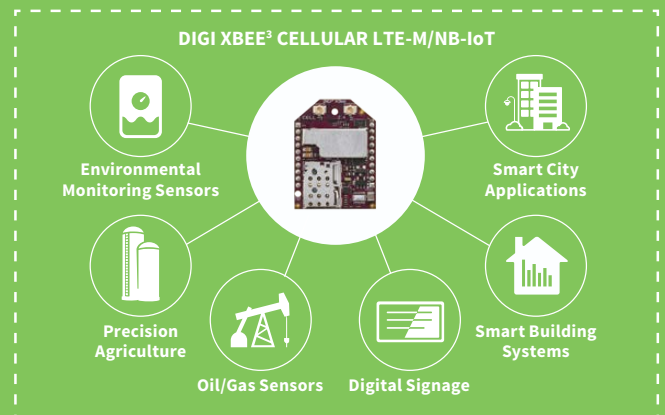 DIGI XBEE³ CELLULAR LTE-M/NB-IoT
Environmental
Monitoring Sensors
Smart City
Applications
Precision
Agriculture
Smart Building
Systems
Oil/Gas Sensors
Digital Signage